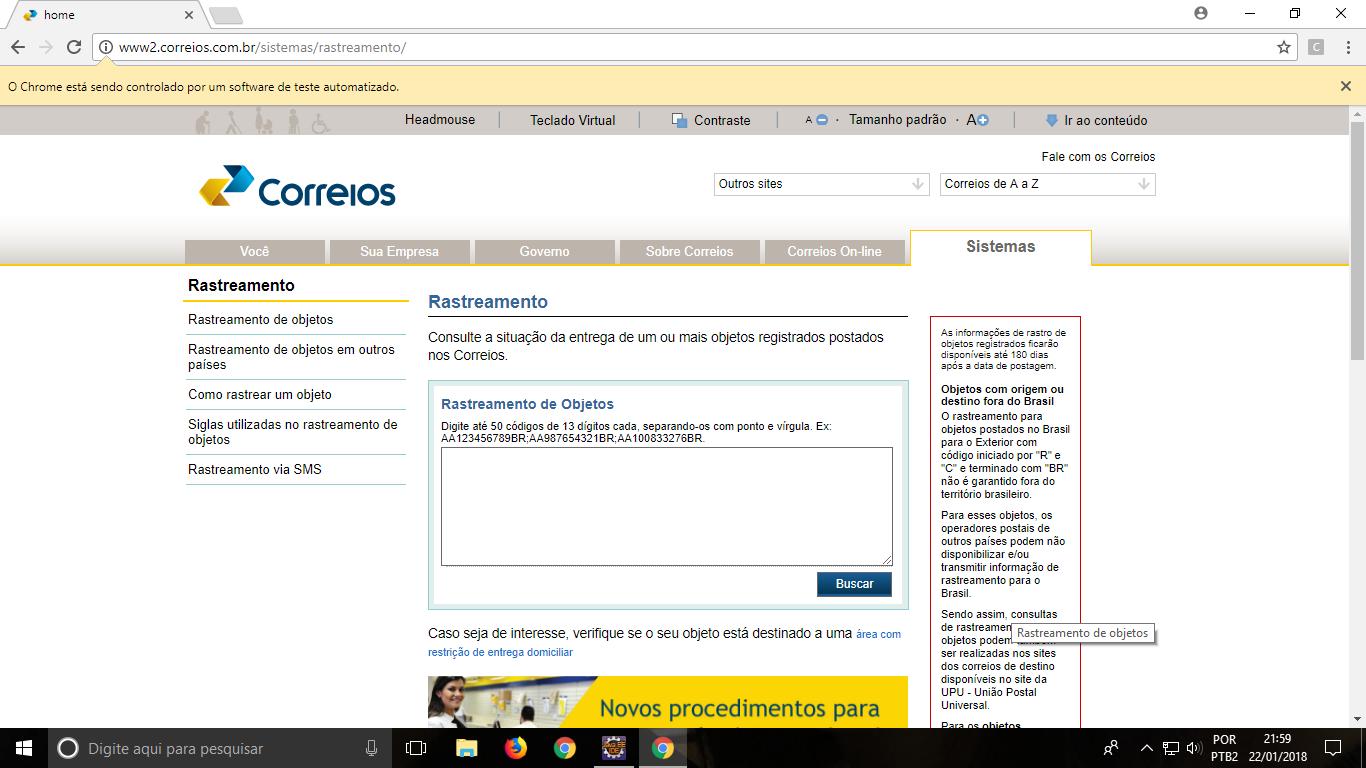 home
www2.correios.com.br/sistemas/rastreamento/
C
O Chrome está sendo controlado por um software de teste automatizado.
Headmouse
Teclado Virtual
Contraste
A
Tamanho padrão
A
Ir ao conteúdo
Fale com os Correios
Correios
Outros sites
Correios de A a Z
Você
Sua Empresa
Governo
Sobre Correios
Correios On-line
Sistemas
Rastreamento
Rastreamento de objetos
Rastreamento de objetos em outros
países
Como rastrear um objeto
Siglas utilizadas no rastreamento de
objetos
Rastreamento via SMS
Rastreamento
Consulte a situação da entrega de um ou mais objetos registrados postados
nos Correios.
Rastreamento de Objetos
Digite até 50 códigos de 13 dígitos cada, separando-os com ponto e vírgula. Ex:
AA123456789BR;AA987654321BR;AA100833276BR.
Buscar
Caso seja de interesse, verifique se o seu objeto está destinado a uma área com
restrição de entrega domiciliar
Novos procedimentos para
As informações de rastro de
objetos registrados ficarão
disponíveis até 180 dias
após a data de postagem.
Objetos com origem ou
destino fora do Brasil
O rastreamento para
objetos postados no Brasil
para o Exterior com
código iniciado por "R" e
"C" e terminado com "BR"
não é garantido fora do
território brasileiro.
Para esses objetos, os
operadores postais de
outros países podem não
disponibilizar e/ou
transmitir informação de
rastreamento para o
Brasil.
Sendo assim, consultas
de rastreamen
objetos podem
ser realizadas nos sites
dos correios de destino
disponíveis no site da
UPU - União Postal
Universal.
Para os objetos
Rastreamento de objetos
Digite aqui para pesquisar
POR
PTB2
21:59
22/01/2018